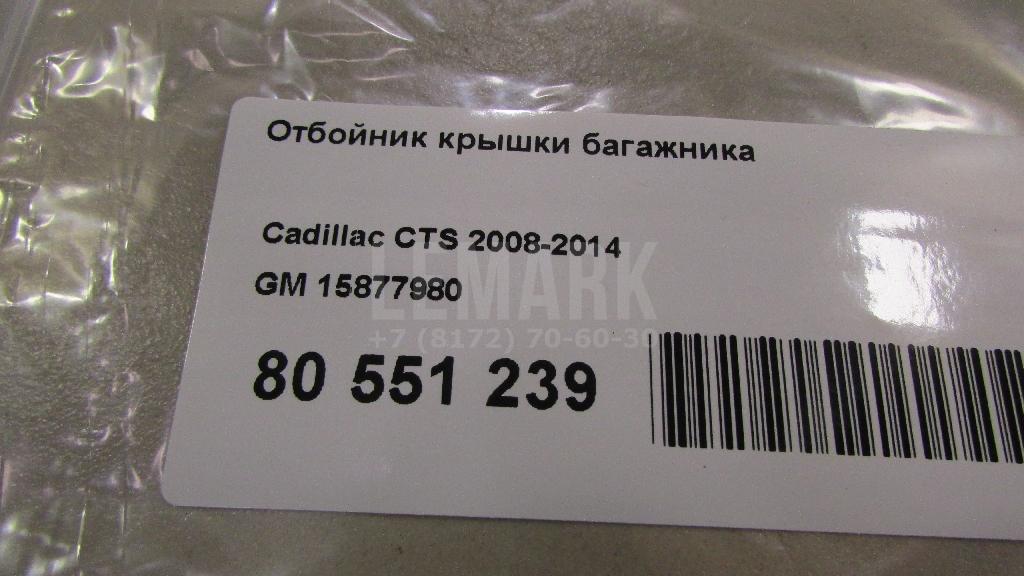 Отбойник крышки багажника
Cadillac CTS 2008-2014
GM 15877980
LEMARK
+7 (8172) 70-60-30
80 551 239